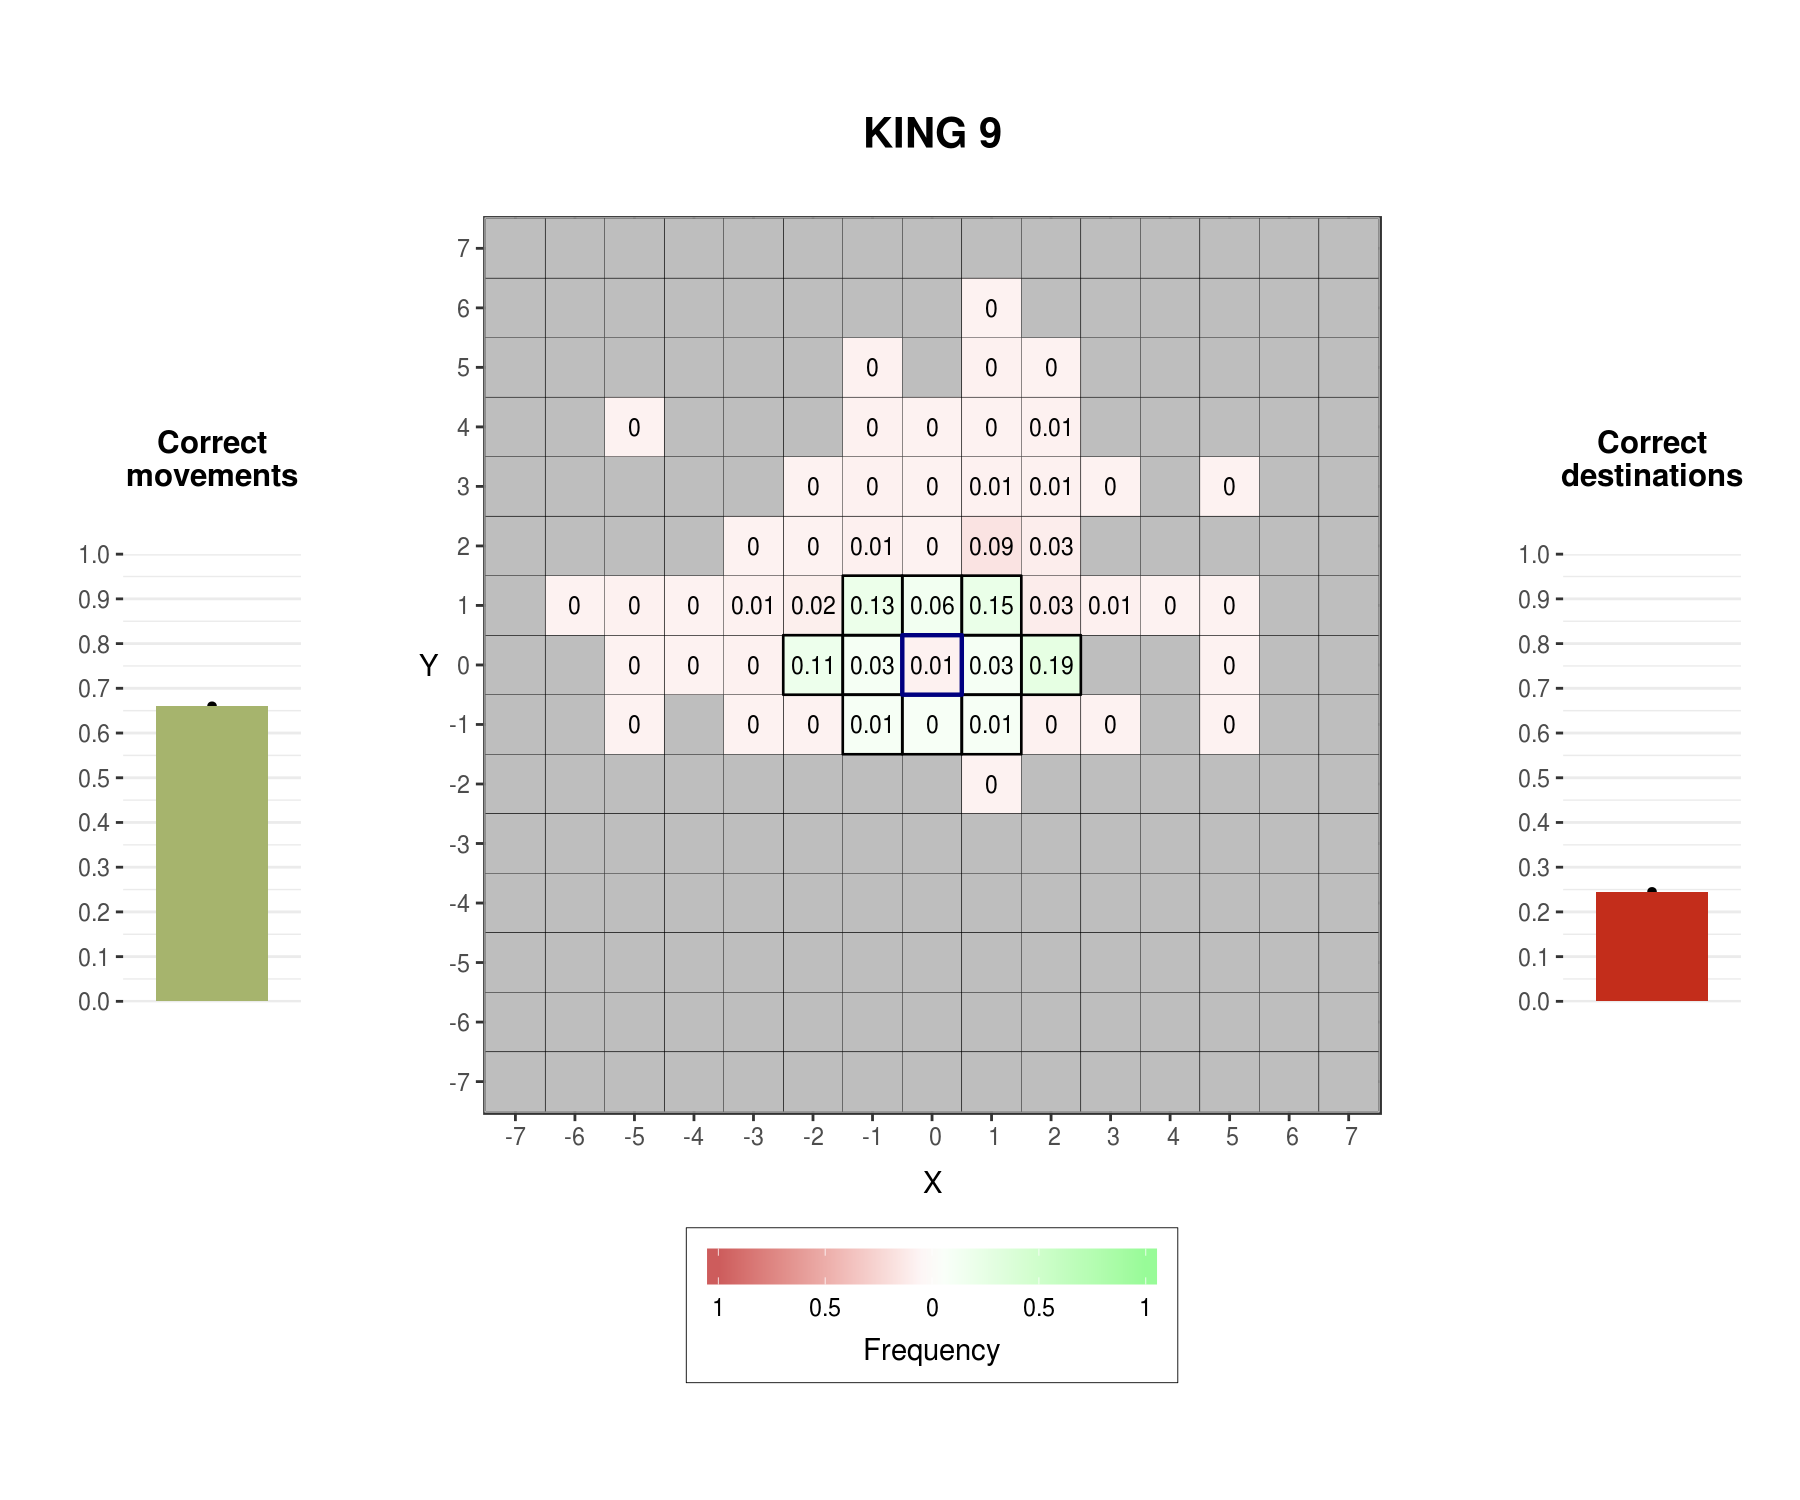 KING 9
Correct
movements
1.0
0.9
0.8
0.7
0.6
0.5
0.4
0.3
0.2
0.1
0.0
Y
7
6 0
5 0 0 0
4 0 0 0 0 0.01
3 0 0 0 0.01 0.01 0 0
2 0 0 0.01 0 0.09 0.03
1 0 0 0 0.01 0.02 0.13 0.06 0.15 0.03 0.01 0 0
0 0 0 0 0.11 0.03 0.01 0.03 0.19 0
-1 0 0 0 0.01 0 0.01 0 0 0
-2 0
-3
-4
-5
-6
-7
-7 -6 -5 -4 -3 -2 -1 0 1 2 3 4 5 6 7
X
1 0.5 0 0.5 1
Frequency
Correct
destinations
1.0
0.9
0.8
0.7
0.6
0.5
0.4
0.3
0.2
0.1
0.0